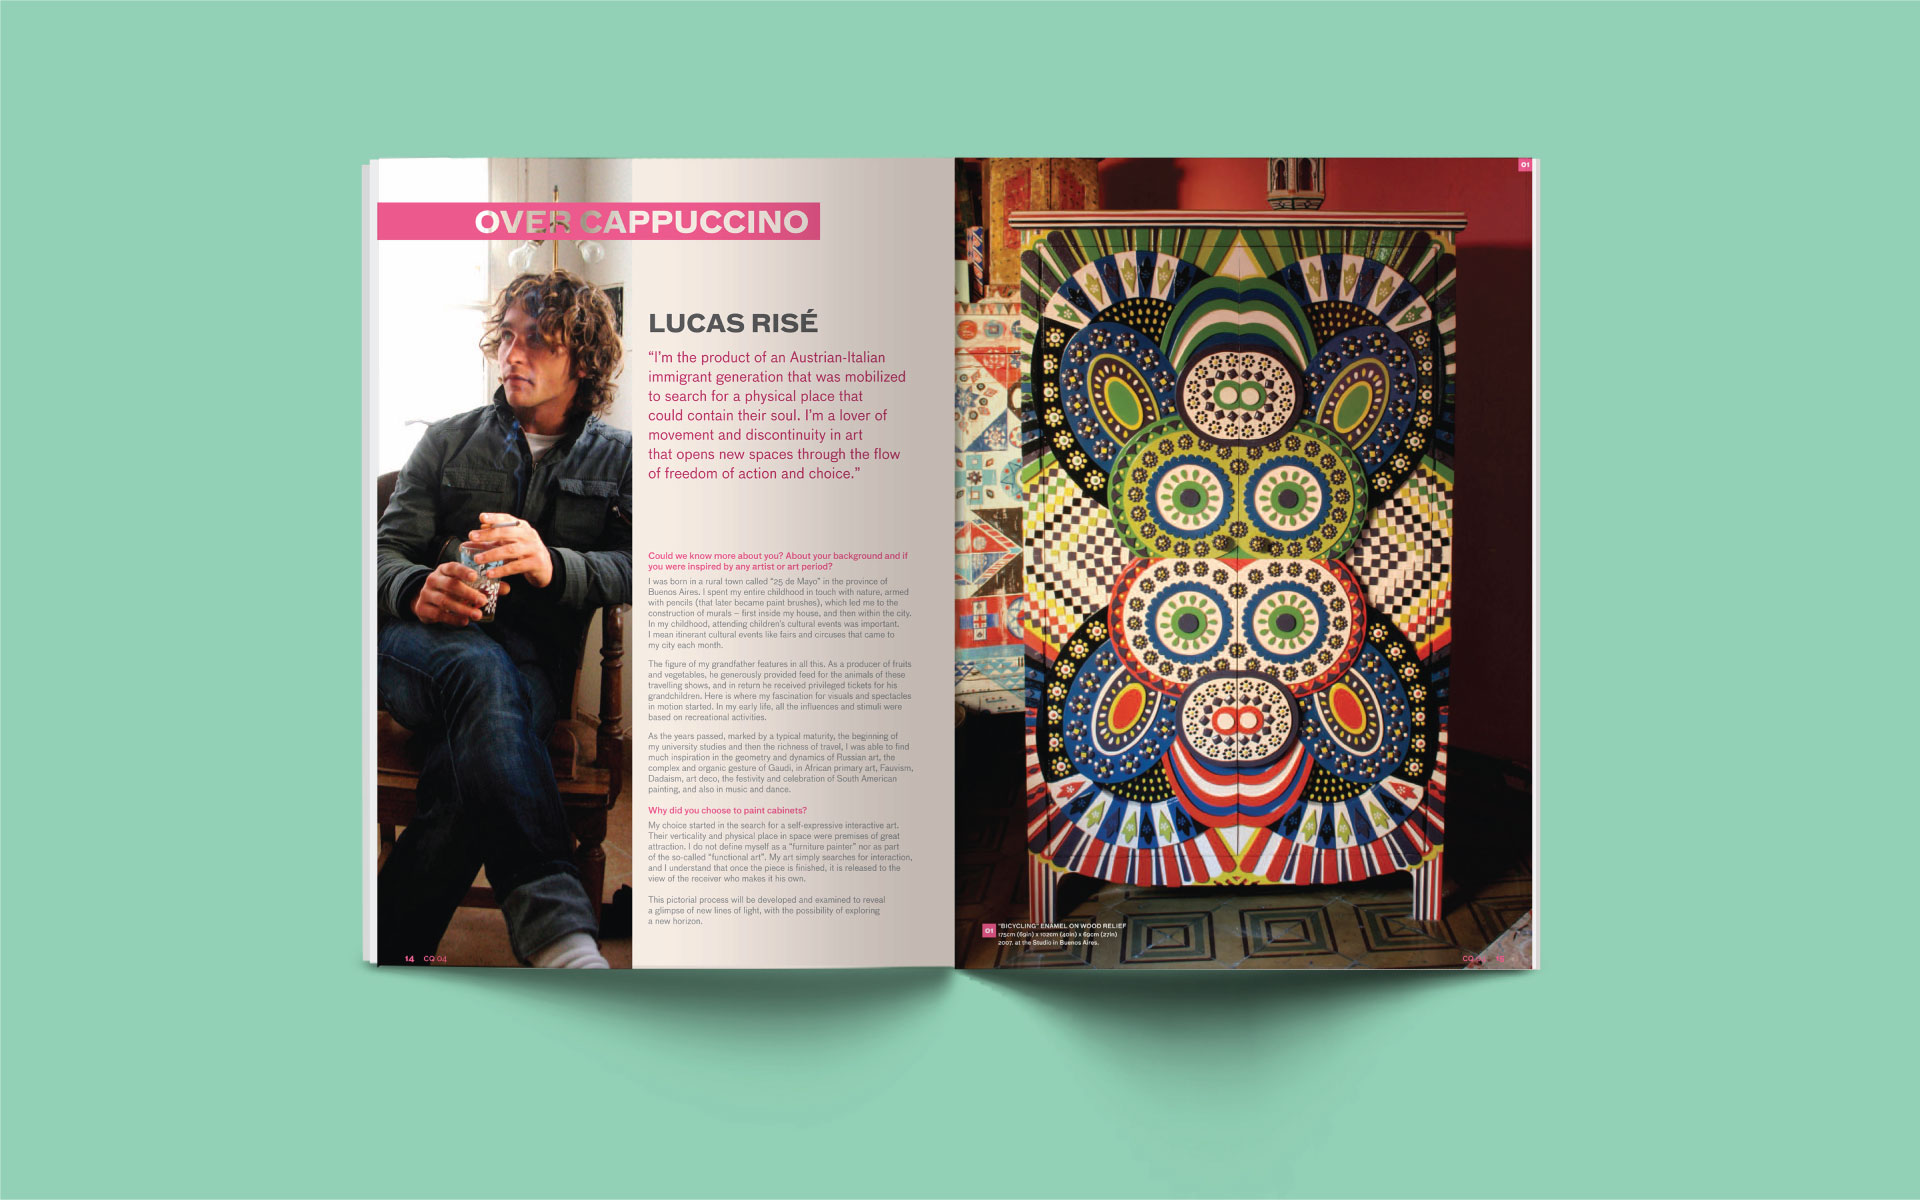 OVER CAPPUCCINO
LUCAS RISÉ
“I’m the product of an Austrian-Italian
immigrant generation that was mobilized
to search for a physical place that
could contain their soul. I’m a lover of
movement and discontinuity in art
that opens new spaces through the flow
of freedom of action and choice.”
Could we know more about you? About your background and if
you were inspired by any artist or art period?
I was born in a rural town called “25 de Mayo” in the province of
Buenos Aires. I spent my entire childhood in touch with nature, armed
with pencils (that later became paint brushes), which led me to the
construction of murals – first inside my house, and then within the city.
In my childhood, attending children’s cultural events was important.
I mean itinerant cultural events like fairs and circuses that came to
my city each month.
The figure of my grandfather features in all this. As a producer of fruits
and vegetables, he generously provided feed for the animals of these
travelling shows, and in return he received privileged tickets for his
grandchildren. Here is where my fascination for visuals and spectacles
in motion started. In my early life, all the influences and stimuli were
based on recreational activities.
As the years passed, marked by a typical maturity, the beginning of
my university studies and then the richness of travel, I was able to find
much inspiration in the geometry and dynamics of Russian art, the
complex and organic gesture of Gaudi, in African primary art, Fauvism,
Dadaism, art deco, the festivity and celebration of South American
painting, and also in music and dance.
Why did you choose to paint cabinets?
My choice started in the search for a self-expressive interactive art.
Their verticality and physical place in space were premises of great
attraction. I do not define myself as a “furniture painter” nor as part
of the so-called “functional art”. My art simply searches for interaction,
and I understand that once the piece is finished, it is released to the
view of the receiver who makes it his own.
This pictorial process will be developed and examined to reveal
a glimpse of new lines of light, with the possibility of exploring
a new horizon.
14 CQ 04
01
01
“BICYCLING” ENAMEL ON WOOD RELIEF
175cm (69in) x 102cm (40in) x 69cm (27in)
2007. at the Studio in Buenos Aires.
CQ 15